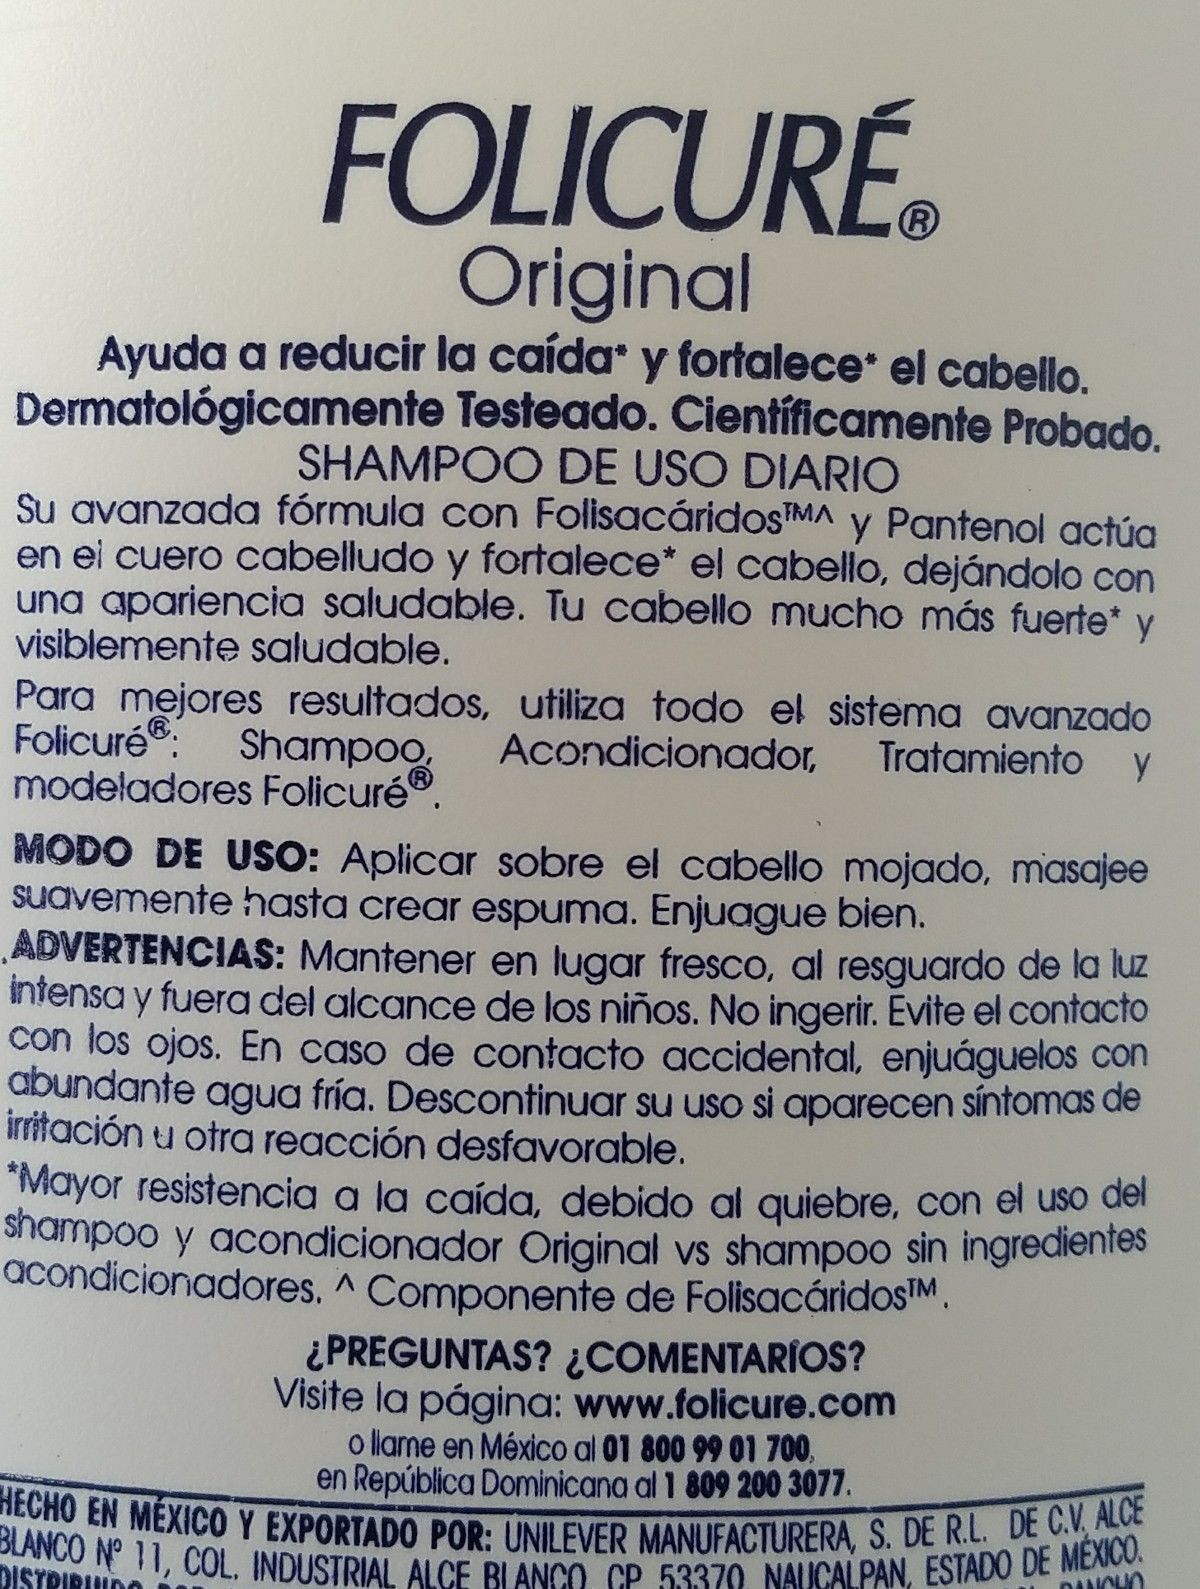 FOLICURÉ®
Original
Ayuda a reducir la caída* y fortalece* el cabello.
Dermatológicamente Testeado. Científicamente Probado.
SHAMPOO DE USO DIARIO
Su avanzada fórmula con Folisacáridos™^ y Pantenol actúa
en el cuero cabelludo y fortalece* el cabello, dejándolo con
una apariencia saludable. Tu cabello mucho más fuerte* y
visiblemente saludable.
Para mejores resultados, utiliza todo el sistema avanzado
Folicuré®: Shampoo, Acondicionador, Tratamiento y
modeladores Folicuré®.
MODO DE USO: Aplicar sobre el cabello mojado, masajee
suavemente hasta crear espuma. Enjuague bien.
ADVERTENCIAS: Mantener en lugar fresco, al resguardo de la luz
intensa y fuera del alcance de los niños. No ingerir. Evite el contacto
con los ojos. En caso de contacto accidental, enjuáguelos con
abundante agua fría. Descontinuar su uso si aparecen síntomas de
irritación u otra reacción desfavorable.
*Mayor resistencia a la caída, debido al quiebre, con el uso del
shampoo y acondicionador Original vs shampoo sin ingredientes
acondicionadores. ^ Componente de Folisacáridos™.
¿PREGUNTAS? ¿COMENTARIOS?
Visite la página: www.folicure.com
o llame en México al 01 800 99 01 700,
en República Dominicana al 1 809 200 3077.
HECHO EN MÉXICO Y EXPORTADO POR: UNILEVER MANUFACTURERA, S. DE R.L. DE C.V. ALCE
BLANCO Nº 11, COL. INDUSTRIAL ALCE BLANCO, CP 53370, NAUCALPAN, ESTADO DE MÉXICO.